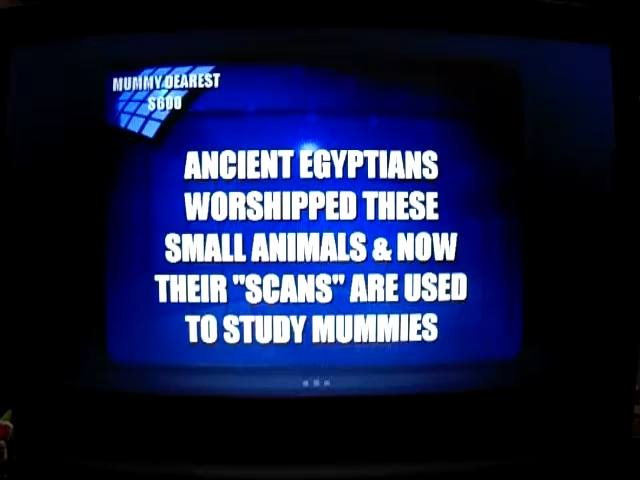 MUMMY DEAREST
$600
ANCIENT EGYPTIANS
WORSHIPPED THESE
SMALL ANIMALS & NOW
THEIR "SCANS" ARE USED
TO STUDY MUMMIES